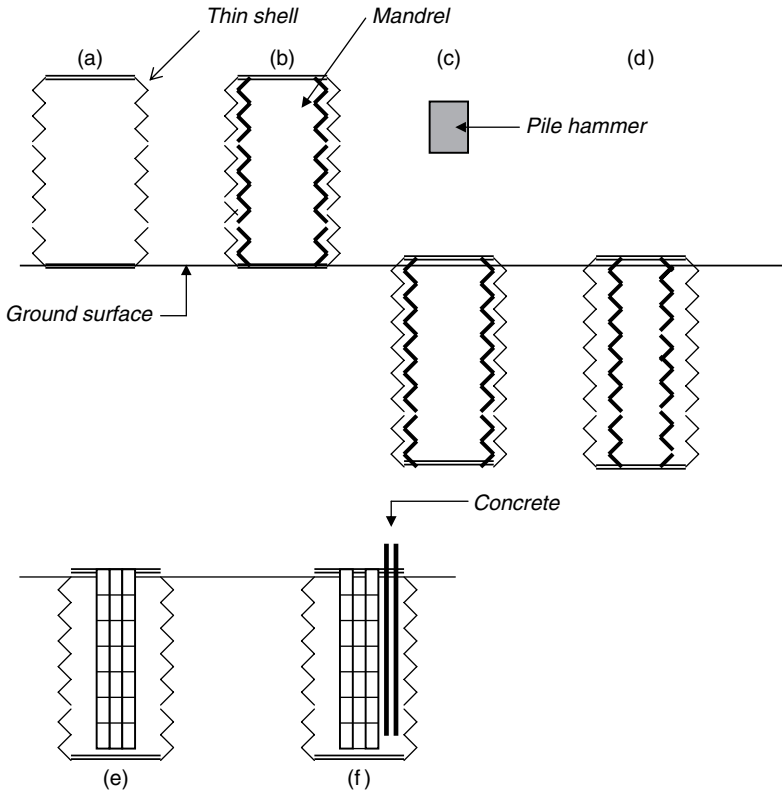 Thin shell
Mandrel
(a)
(b)
(c)
(d)
Pile hammer
Ground surface
Concrete
(e)
(f)